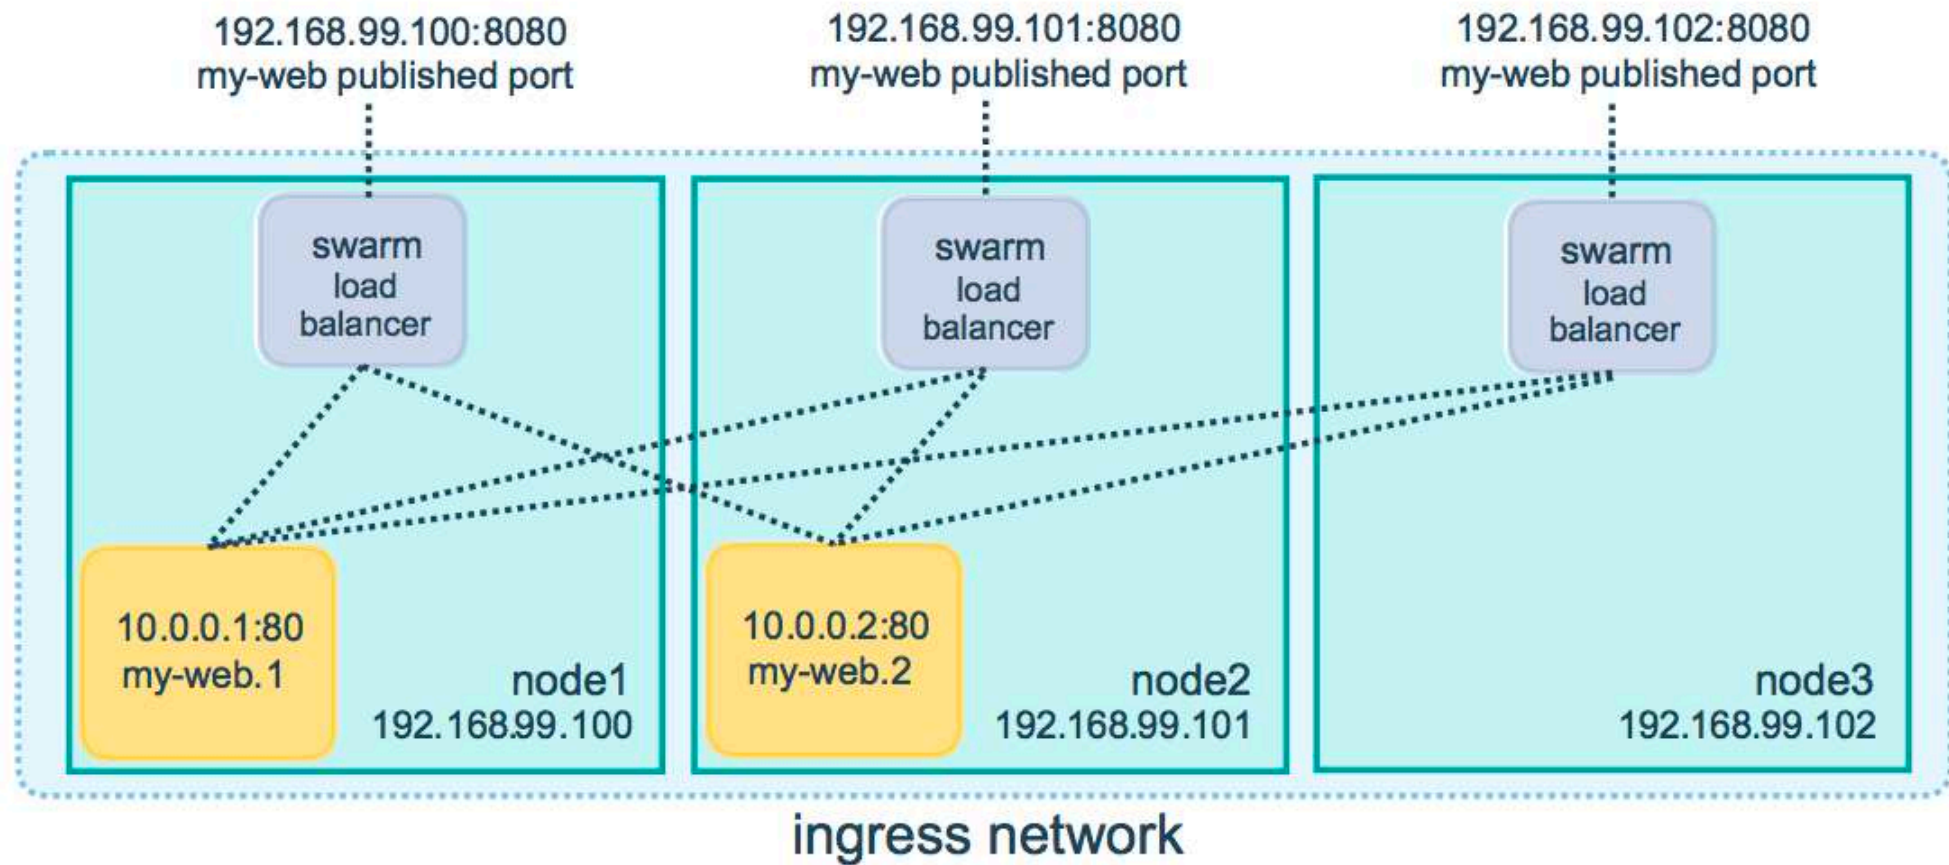 192.168.99.100:8080
my-web published port
192.168.99.101:8080
my-web published port
192.168.99.102:8080
my-web published port
swarm
load
balancer
swarm
load
balancer
swarm
load
balancer
10.0.0.1:80
my-web.1
node1
192.168.99.100
10.0.0.2:80
my-web.2
node2
192.168.99.101
node3
192.168.99.102
ingress network